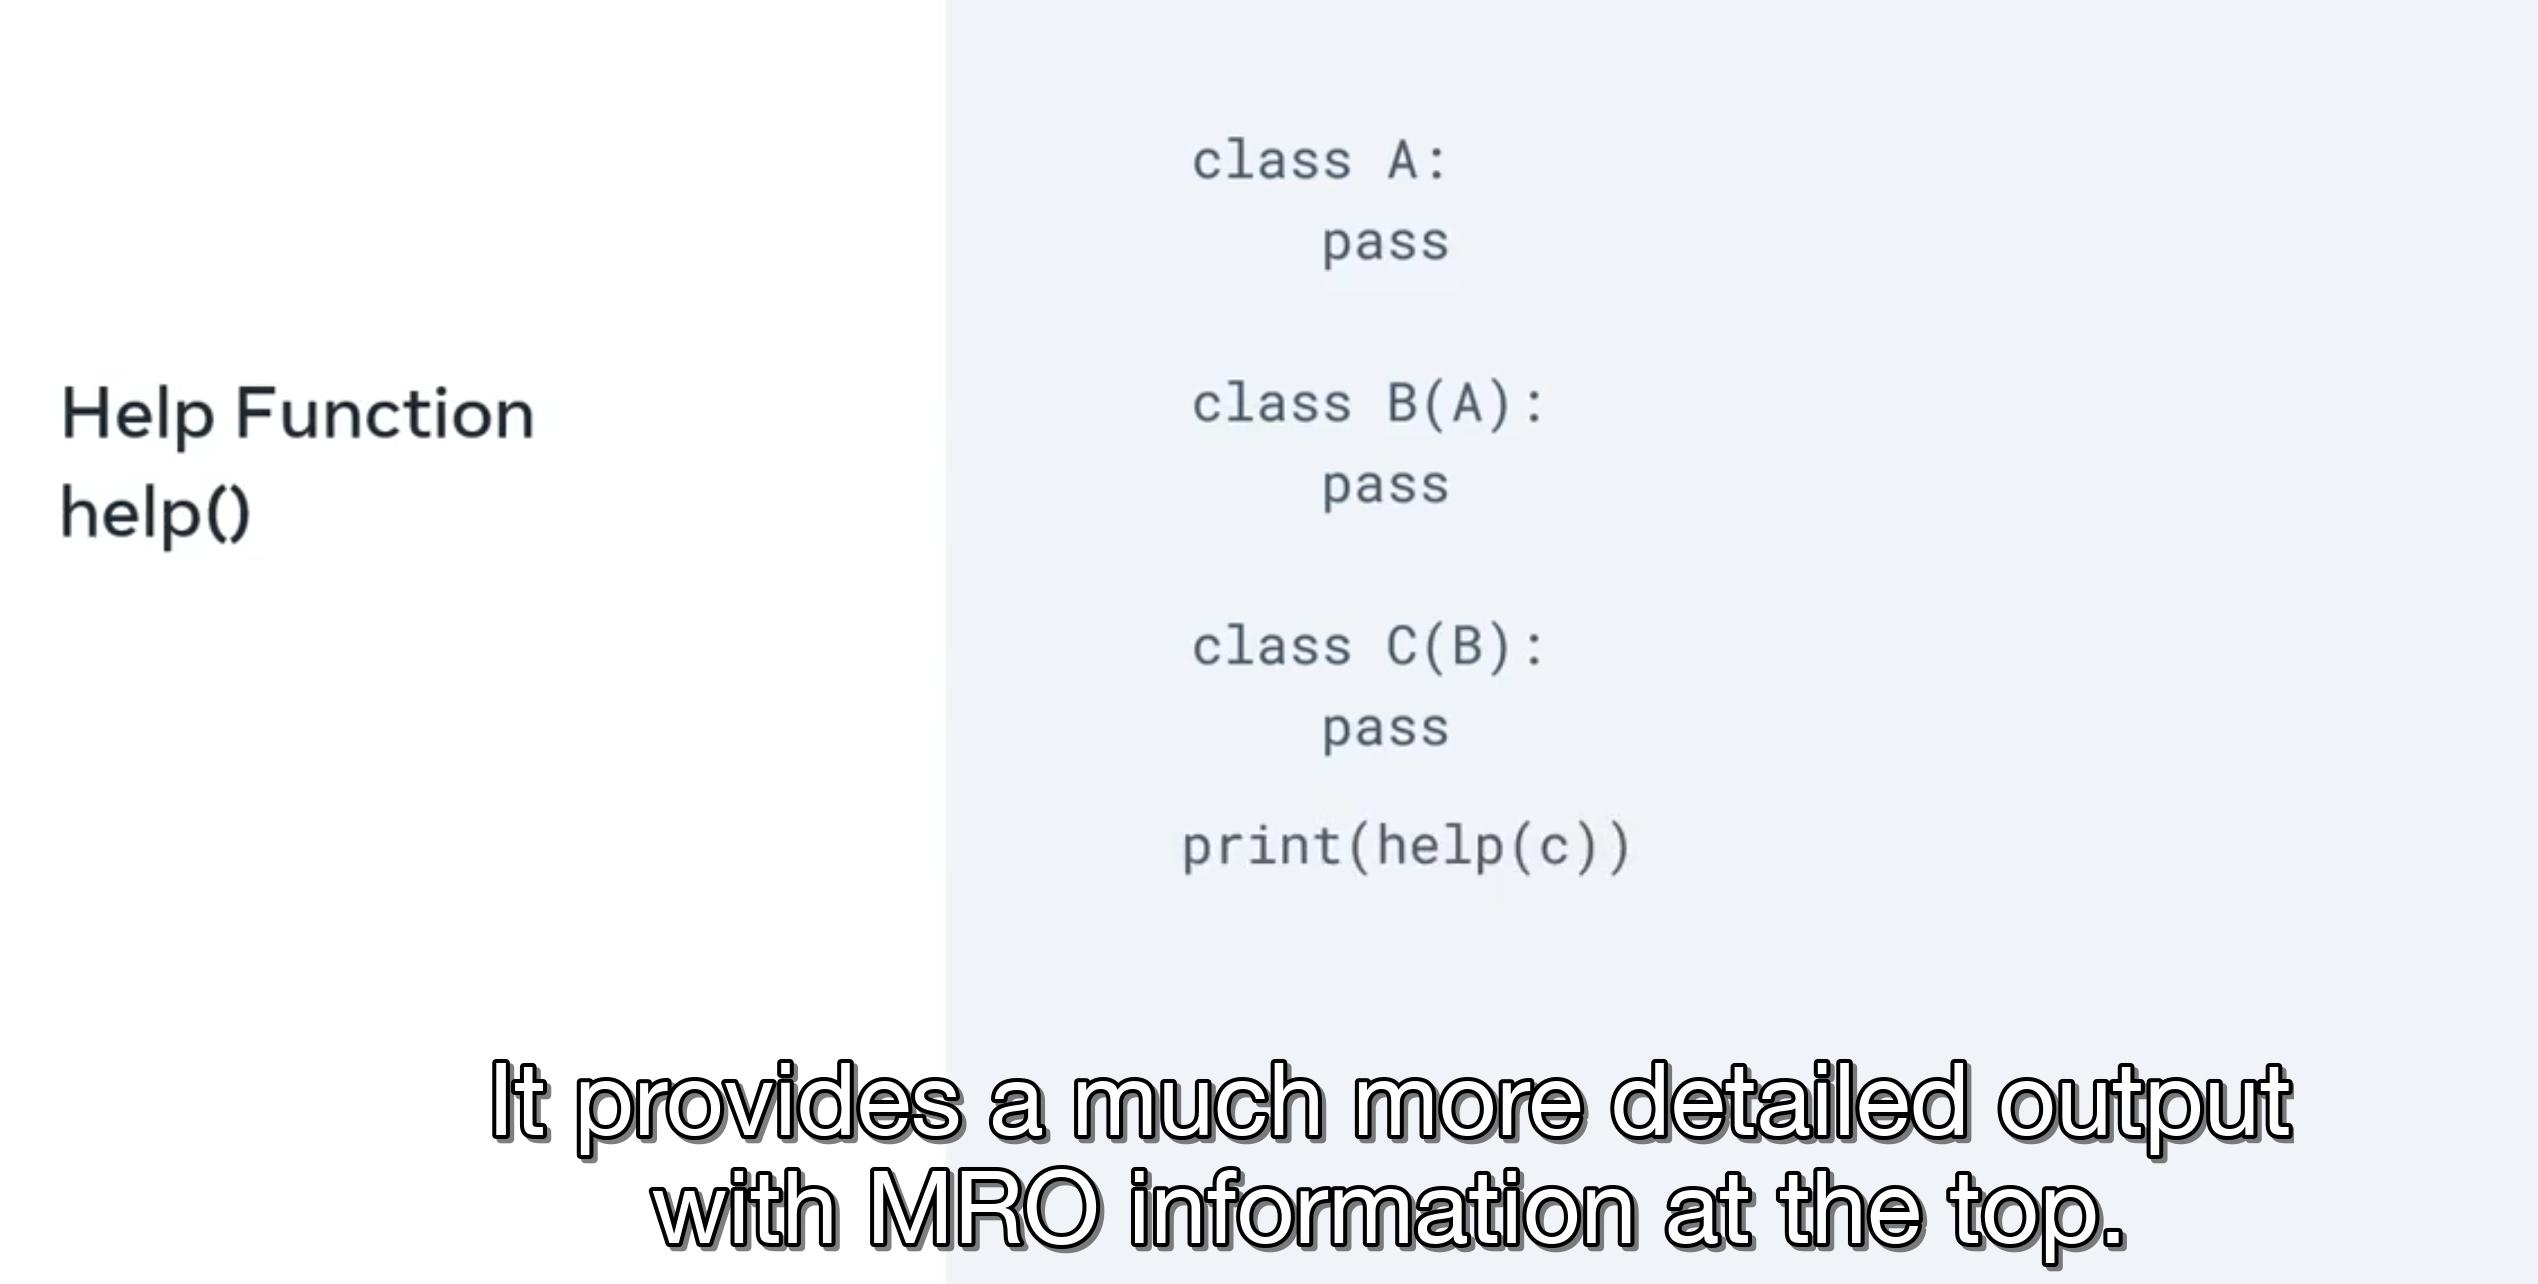 Help Function
help()
class A:
    pass
class B(A):
    pass
class C(B):
    pass
print(help(c))
It provides a much more detailed output
with MRO information at the top.